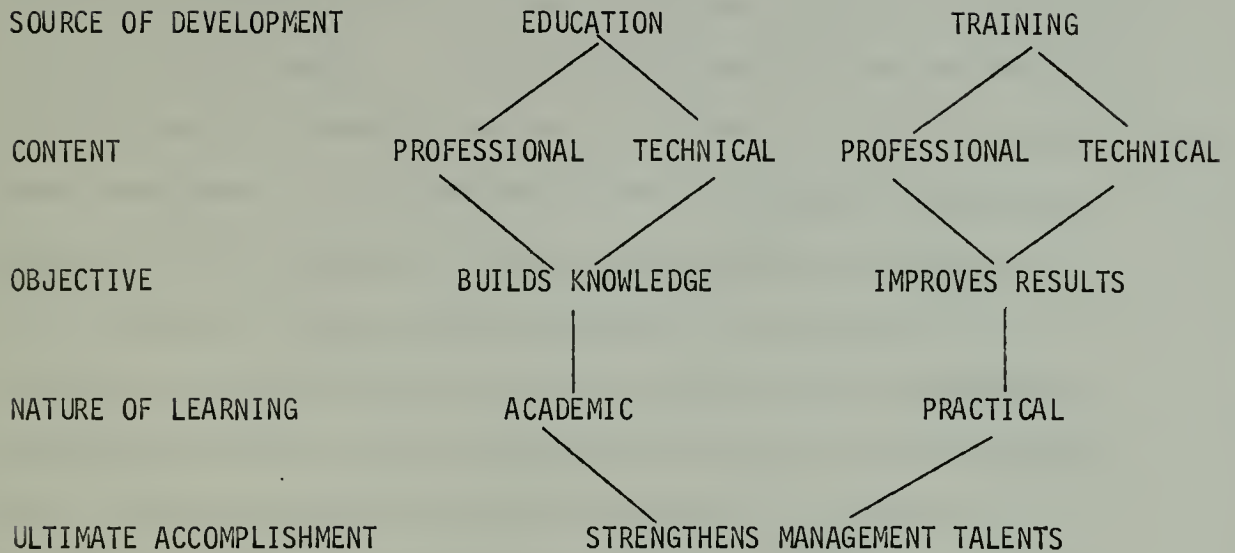 SOURCE OF DEVELOPMENT EDUCATION TRAINING
CONTENT PROFESSIONAL TECHNICAL PROFESSIONAL TECHNICAL
OBJECTIVE BUILDS KNOWLEDGE IMPROVES RESULTS
NATURE OF LEARNING ACADEMIC PRACTICAL
ULTIMATE ACCOMPLISHMENT STRENGTHENS MANAGEMENT TALENTS